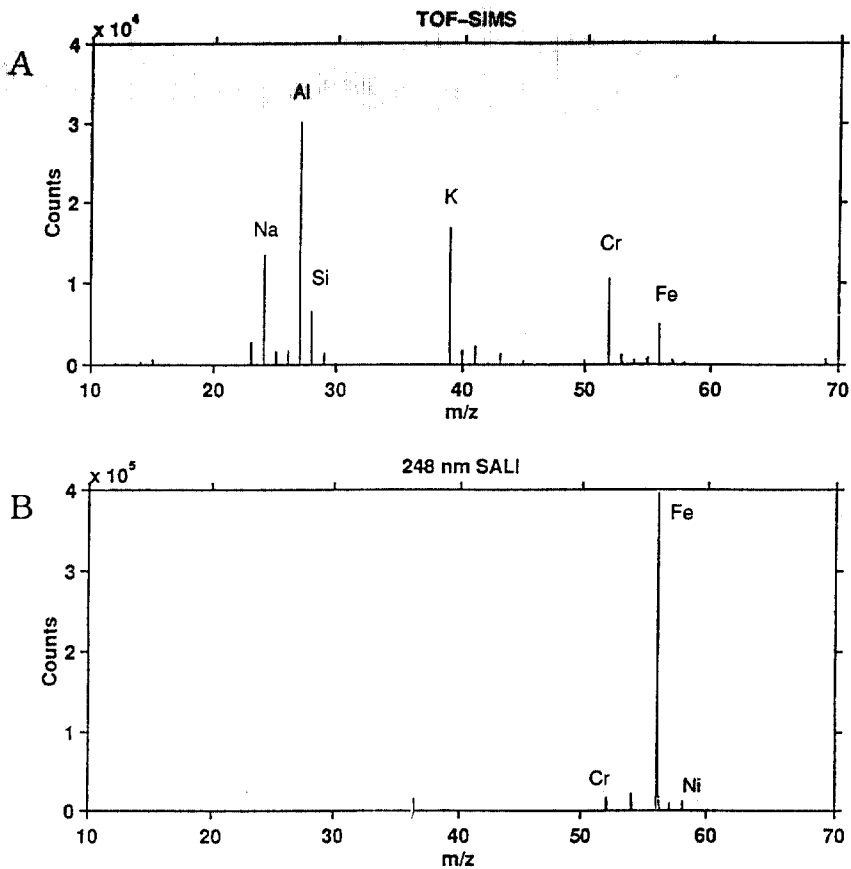 TOF–SIMS
A
x 10⁴
4
3
2
1
0
Counts
Na
Al
Si
K
Cr
Fe
10 20 30 40 50 60 70
m/z
248 nm SALI
B
x 10⁵
4
3
2
1
0
Counts
Cr
Fe
Ni
10 20 30 40 50 60 70
m/z